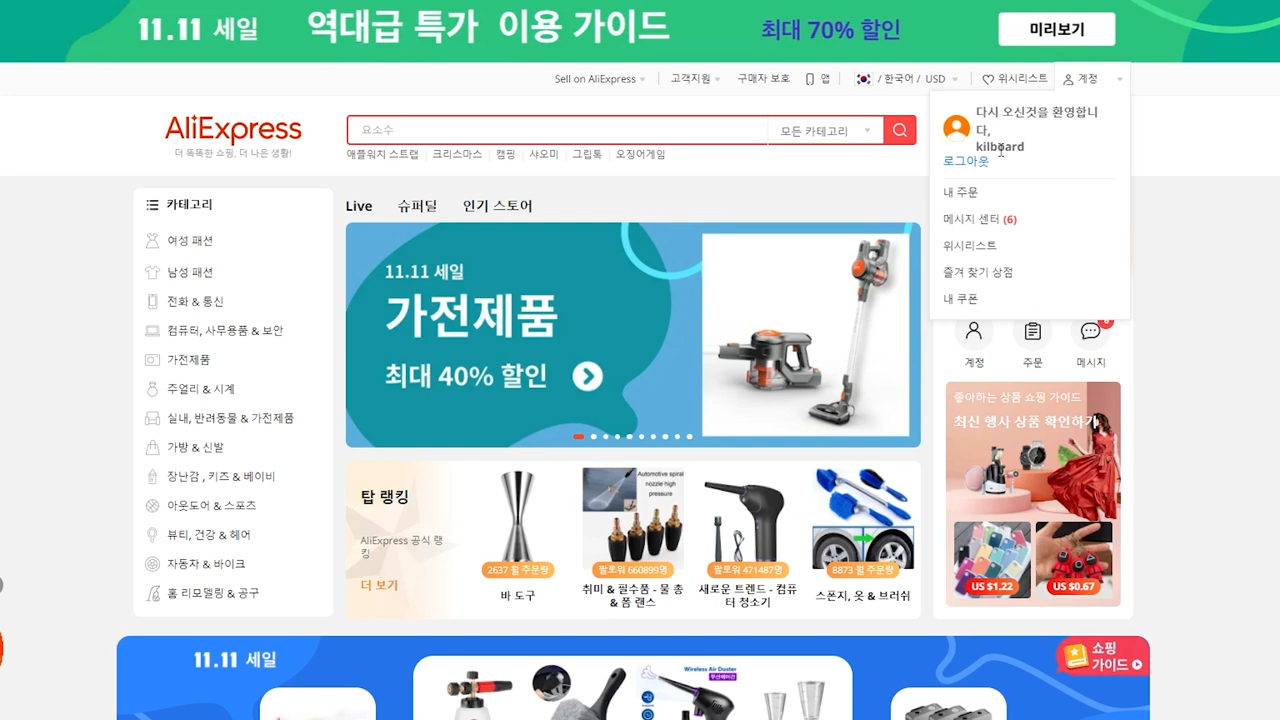 11.11 세일
역대급 특가 이용 가이드
최대 70% 할인
미리보기
Sell on AliExpress
고객지원
구매자 보호
앱
/ 한국어 / USD
위시리스트
계정
AliExpress
더 똑똑한 쇼핑, 더 나은 생활!
요소수
모든 카테고리
애플워치 스트랩
크리스마스
캠핑
샤오미
그립톡
오징어게임
다시 오신것을 환영합니
다,
kilboard
로그아웃
내 주문
메시지 센터 (6)
위시리스트
즐겨 찾기 상점
내 쿠폰
카테고리
여성 패션
남성 패션
전화 & 통신
컴퓨터, 사무용품 & 보안
가전제품
주얼리 & 시계
실내, 반려동물 & 가전제품
가방 & 신발
장난감 , 키즈 & 베이비
아웃도어 & 스포츠
뷰티, 건강 & 헤어
자동차 & 바이크
홈 리모델링 & 공구
Live
슈퍼딜
인기 스토어
11.11 세일
가전제품
최대 40% 할인
계정
주문
메시지
좋아하는 상품 쇼핑 가이드
최신 행사 상품 확인하기
US $1.22
US $0.67
탑 랭킹
AliExpress 공식 랭
킹
더 보기
2637 월 주문량
바 도구
Automotive spiral
nozzle high
pressure
팔로워 660899명
취미 & 필수품 - 물 총
& 폼 랜스
팔로워 471487명
새로운 트렌드 - 컴퓨
터 청소기
8873 월 주문량
스폰지, 옷 & 브러쉬
11.11 세일
Wireless Air Duster
무선에어건
쇼핑
가이드